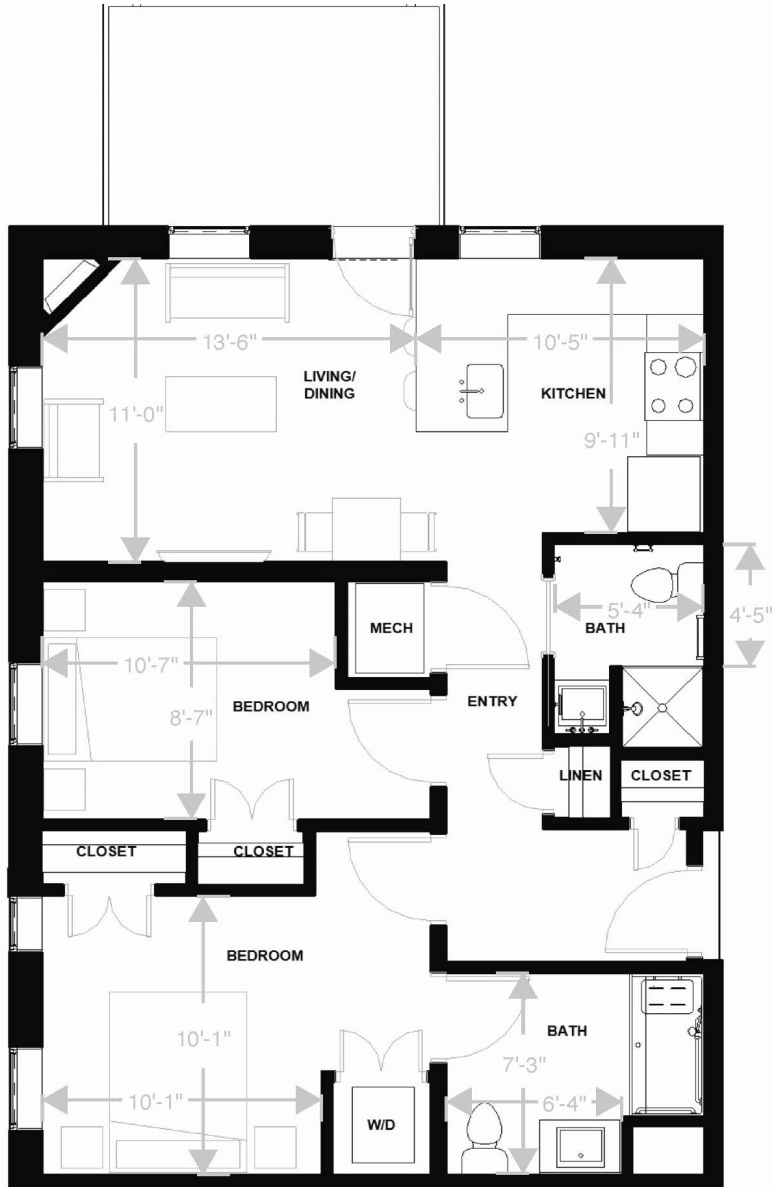 13'-6"
10'-5"
LIVING/
DINING
KITCHEN
11'-0"
9'-11"
5'-4"
4'-5"
BATH
MECH
10'-7"
8'-7"
BEDROOM
ENTRY
LINEN
CLOSET
CLOSET
CLOSET
BEDROOM
10'-1"
10'-1"
BATH
7'-3"
6'-4"
W/D